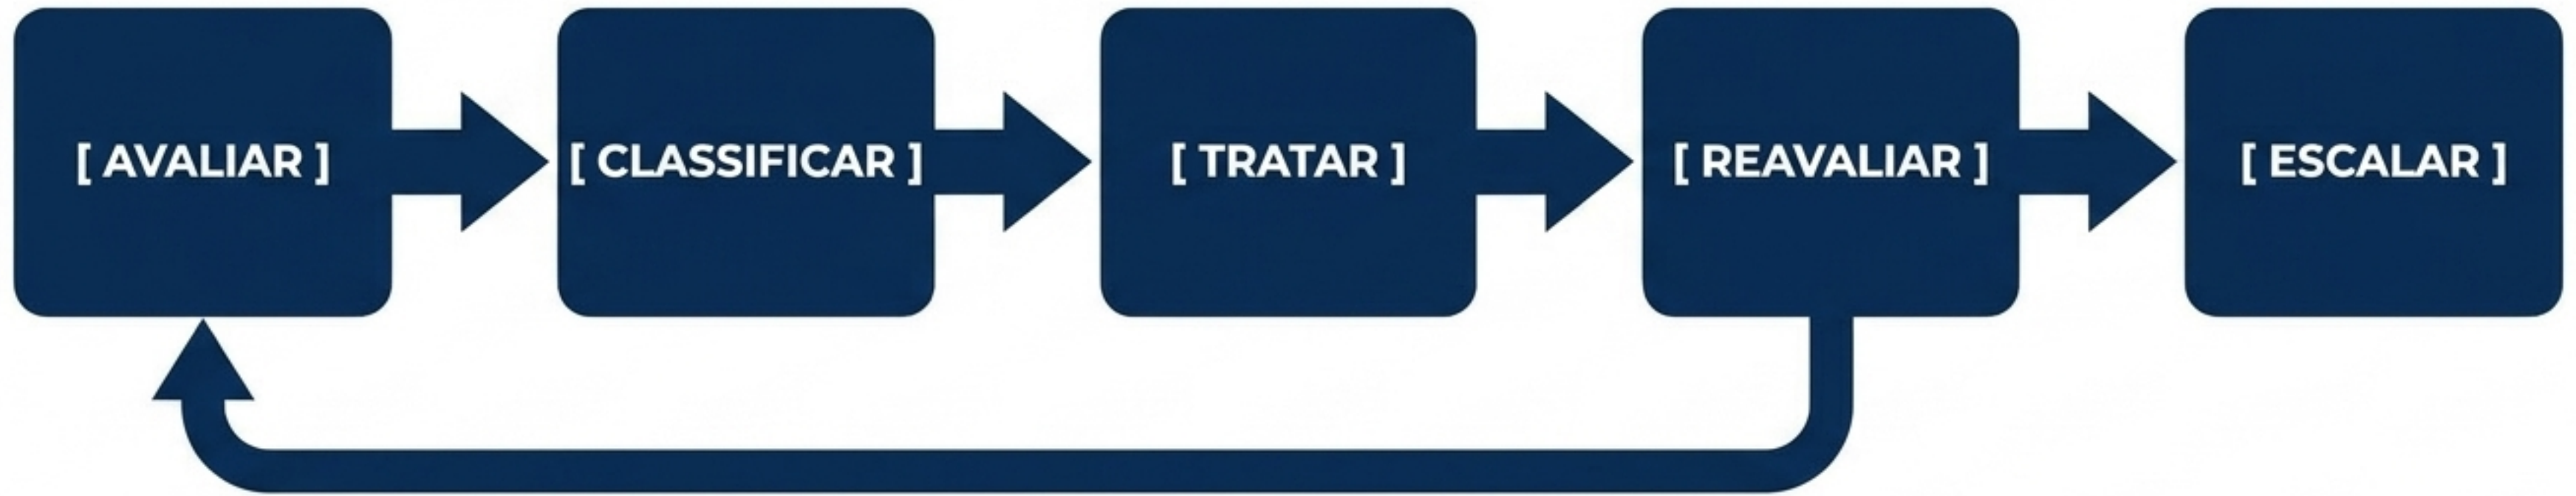 [ AVALIAR ]
[ CLASSIFICAR ]
[ TRATAR ]
[ REAVALIAR ]
[ ESCALAR ]